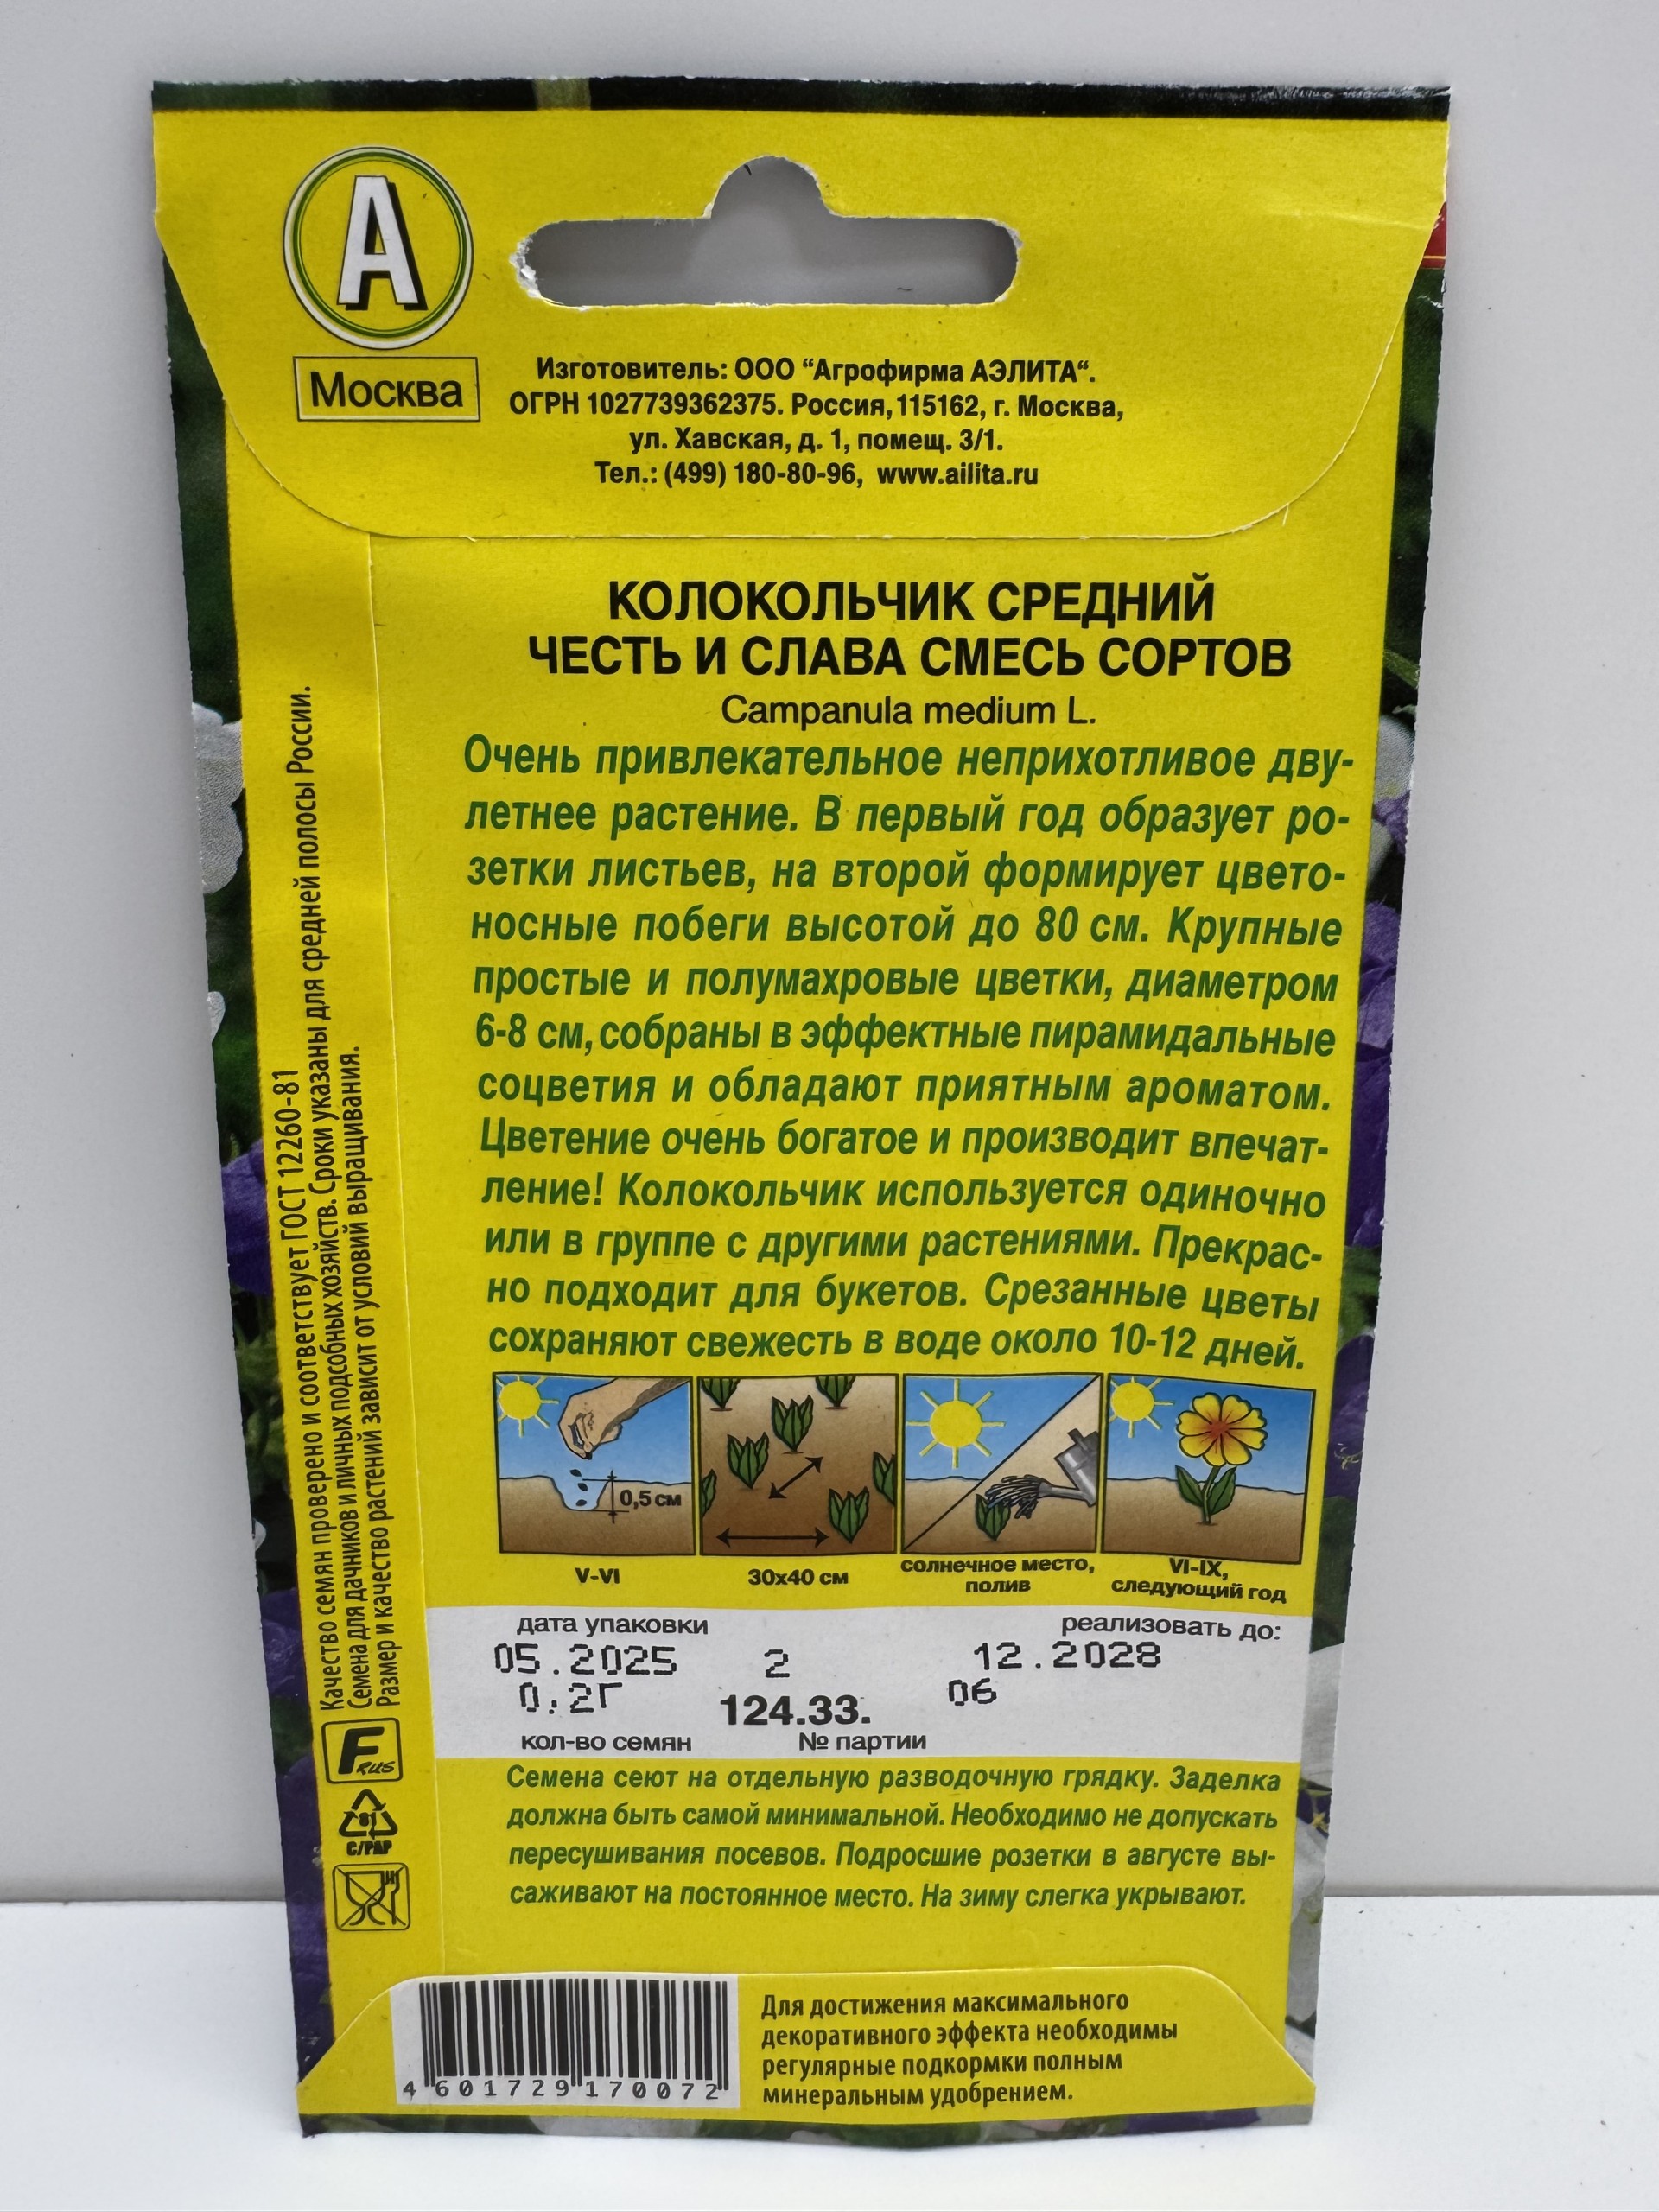 А
Москва
Изготовитель: ООО “Агрофирма АЭЛИТА“.
ОГРН 1027739362375. Россия, 115162, г. Москва,
ул. Хавская, д. 1, помещ. 3/1.
Тел.: (499) 180-80-96, www.ailita.ru
КОЛОКОЛЬЧИК СРЕДНИЙ
ЧЕСТЬ И СЛАВА СМЕСЬ СОРТОВ
Campanula medium L.
Очень привлекательное неприхотливое дву-
летнее растение. В первый год образует ро-
зетки листьев, на второй формирует цвето-
носные побеги высотой до 80 см. Крупные
простые и полумахровые цветки, диаметром
6-8 см, собраны в эффектные пирамидальные
соцветия и обладают приятным ароматом.
Цветение очень богатое и производит впечат-
ление! Колокольчик используется одиночно
или в группе с другими растениями. Прекрас-
но подходит для букетов. Срезанные цветы
сохраняют свежесть в воде около 10-12 дней.
0,5 см
V-VI
30х40 см
солнечное место,
полив
VI-IX,
следующий год
дата упаковки
реализовать до:
05.2025 2 12.2028
0,2Г 124.33. 06
кол-во семян № партии
Семена сеют на отдельную разводочную грядку. Заделка
должна быть самой минимальной. Необходимо не допускать
пересушивания посевов. Подросшие розетки в августе вы-
саживают на постоянное место. На зиму слегка укрывают.
Качество семян проверено и соответствует ГОСТ 12260-81
Семена для дачников и личных подсобных хозяйств. Сроки указаны для средней полосы России.
Размер и качество растений зависит от условий выращивания.
F RUS
81
C/PAP
4 601729 170072
Для достижения максимального
декоративного эффекта необходимы
регулярные подкормки полным
минеральным удобрением.